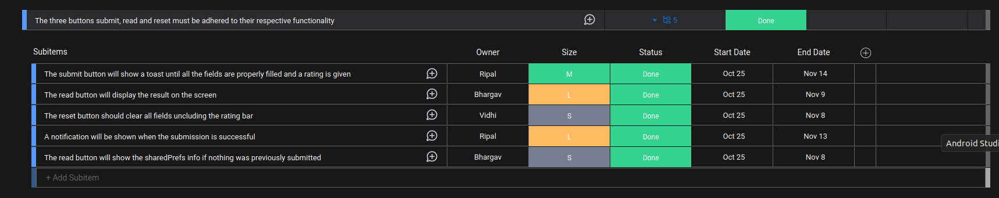 The three buttons submit, read and reset must be adhered to their respective functionality 5 Done
Subitems Owner Size Status Start Date End Date
The submit button will show a toast until all the fields are properly filled and a rating is given Ripal M Done Oct 25 Nov 14
The read button will display the result on the screen Bhargav L Done Oct 25 Nov 9
The reset button should clear all fields uncluding the rating bar Vidhi S Done Oct 25 Nov 8
A notification will be shown when the submission is successful Ripal L Done Oct 25 Nov 13
Android Studi
The read button will show the sharedPrefs info if nothing was previously submitted Bhargav S Done Oct 25 Nov 8
+ Add Subitem